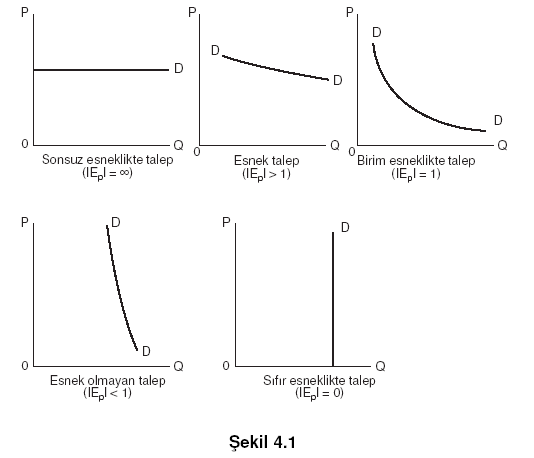 P
D
0
Q
Sonsuz esneklikte talep
(IEpI = ∞)
P
D
D
0
Q
Esnek talep
(IEpI > 1)
P
D
D
0
Q
Birim esneklikte talep
(IEpI = 1)
P
D
D
0
Q
Esnek olmayan talep
(IEpI < 1)
P
D
0
Q
Sıfır esneklikte talep
(IEpI = 0)
Şekil 4.1